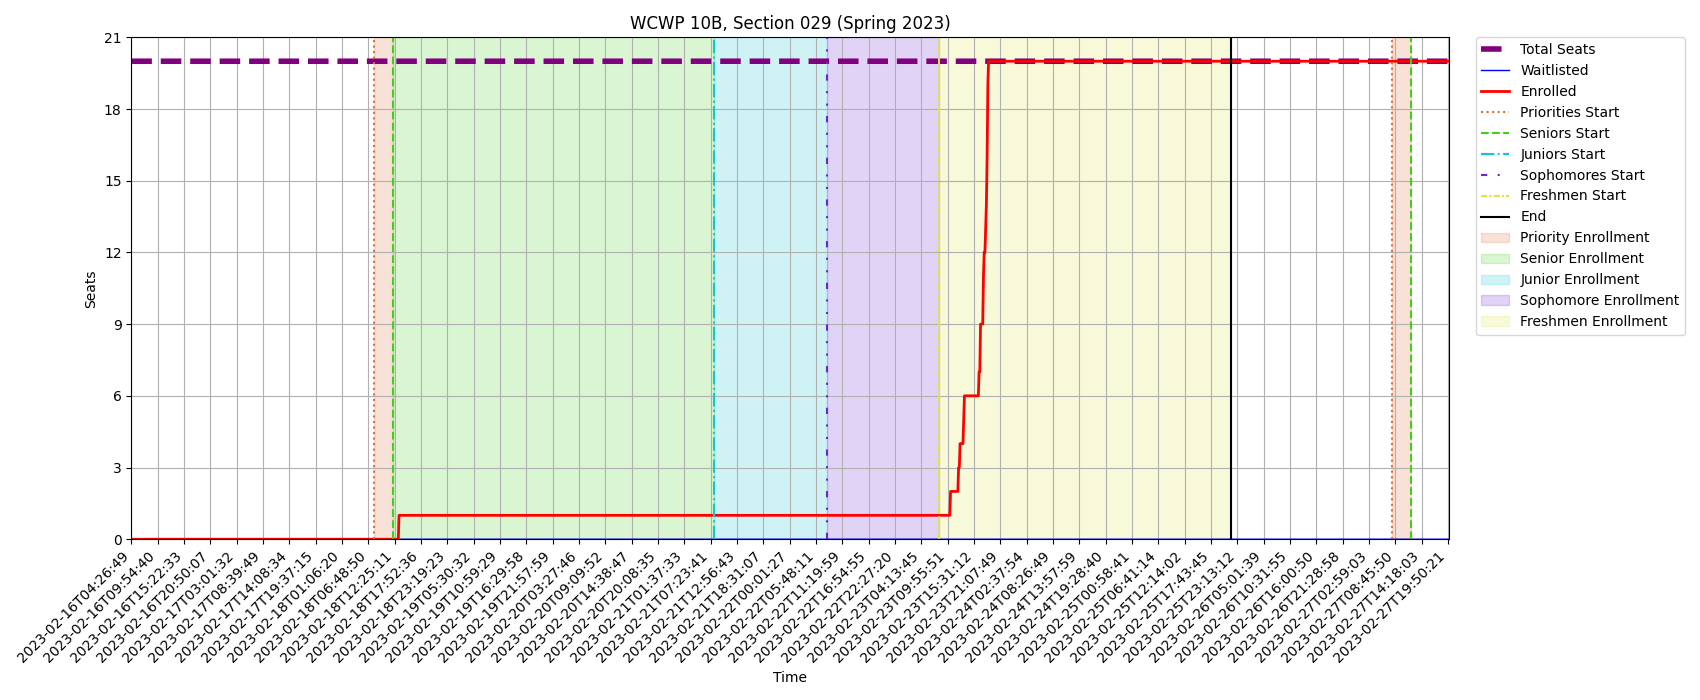 WCWP 10B, Section 029 (Spring 2023)
Seats
21
18
15
12
9
6
3
0
2023-02-16T04:26:49
2023-02-16T09:54:40
2023-02-16T15:22:33
2023-02-16T20:50:07
2023-02-17T03:01:32
2023-02-17T08:39:49
2023-02-17T14:08:34
2023-02-17T19:37:15
2023-02-18T01:06:20
2023-02-18T06:48:50
2023-02-18T12:25:11
2023-02-18T17:52:36
2023-02-18T23:19:23
2023-02-19T05:30:32
2023-02-19T10:59:29
2023-02-19T16:29:58
2023-02-19T21:57:59
2023-02-20T03:27:46
2023-02-20T09:09:52
2023-02-20T14:38:47
2023-02-20T20:08:35
2023-02-21T01:37:33
2023-02-21T07:23:41
2023-02-21T12:56:43
2023-02-21T18:31:07
2023-02-22T00:01:27
2023-02-22T05:48:11
2023-02-22T11:19:59
2023-02-22T16:54:55
2023-02-22T22:27:20
2023-02-23T04:13:45
2023-02-23T09:55:51
2023-02-23T15:31:12
2023-02-23T21:07:49
2023-02-24T02:37:54
2023-02-24T08:26:49
2023-02-24T13:57:59
2023-02-24T19:28:40
2023-02-25T00:58:41
2023-02-25T06:41:14
2023-02-25T12:14:02
2023-02-25T17:43:45
2023-02-25T23:13:12
2023-02-26T05:01:39
2023-02-26T10:31:55
2023-02-26T16:00:50
2023-02-26T21:28:58
2023-02-27T02:59:03
2023-02-27T08:45:50
2023-02-27T14:18:03
2023-02-27T19:50:21
Time
Total Seats
Waitlisted
Enrolled
Priorities Start
Seniors Start
Juniors Start
Sophomores Start
Freshmen Start
End
Priority Enrollment
Senior Enrollment
Junior Enrollment
Sophomore Enrollment
Freshmen Enrollment